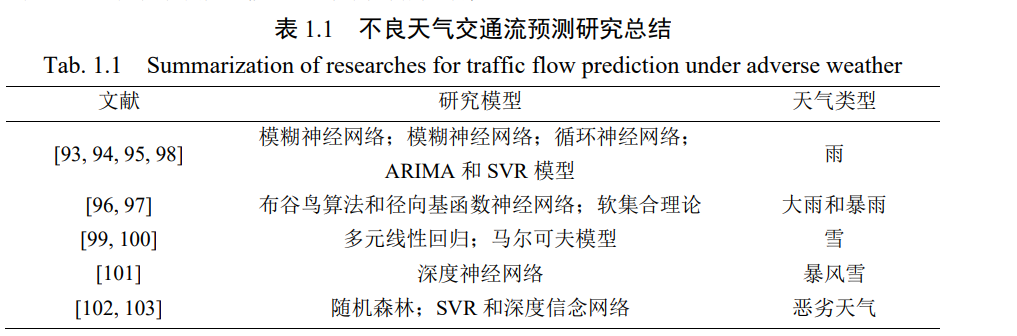 表 1.1 不良天气交通流预测研究总结
Tab. 1.1 Summarization of researches for traffic flow prediction under adverse weather
文献 研究模型 天气类型
[93, 94, 95, 98] 模糊神经网络；模糊神经网络；循环神经网络； 雨
ARIMA 和 SVR 模型
[96, 97] 布谷鸟算法和径向基函数神经网络；软集合理论 大雨和暴雨
[99, 100] 多元线性回归；马尔可夫模型 雪
[101] 深度神经网络 暴风雪
[102, 103] 随机森林；SVR 和深度信念网络 恶劣天气